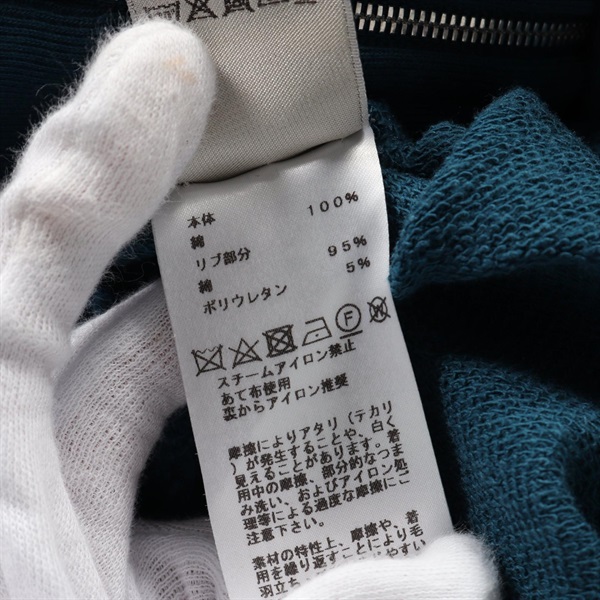 本体
綿 100%
リブ部分
綿 95%
ポリウレタン 5%
F
スチームアイロン禁止
あて布使用
裏からアイロン推奨
摩擦によりアタリ(テカリ
)が発生することや、白く
見えることがあります。着
用中の摩擦、部分的なつま
み洗い、およびアイロン処
理等による過度な摩擦にご
注意下さい。
素材の特性上、摩擦や、着
用を繰り返すことにより毛
羽立ち